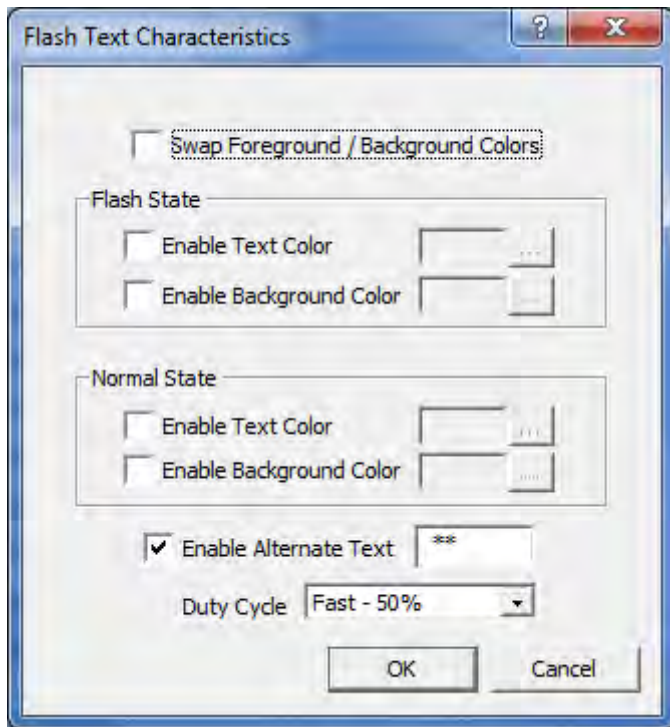 Flash Text Characteristics
? X
Swap Foreground / Background Colors
Flash State
Enable Text Color ...
Enable Background Color ...
Normal State
Enable Text Color ...
Enable Background Color ...
Enable Alternate Text **
Duty Cycle Fast - 50%
OK Cancel